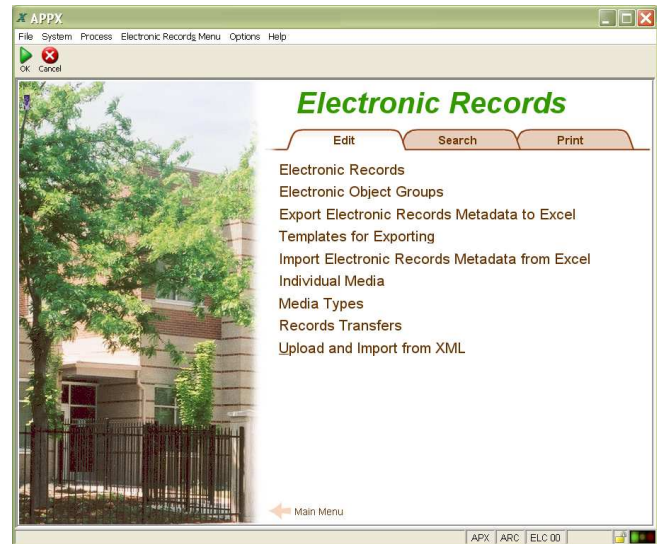 X APPX
File System Process Electronic Records Menu Options Help
OK Cancel
Electronic Records
Edit Search Print
Electronic Records
Electronic Object Groups
Export Electronic Records Metadata to Excel
Templates for Exporting
Import Electronic Records Metadata from Excel
Individual Media
Media Types
Records Transfers
Upload and Import from XML
Main Menu
APX ARC ELC 00